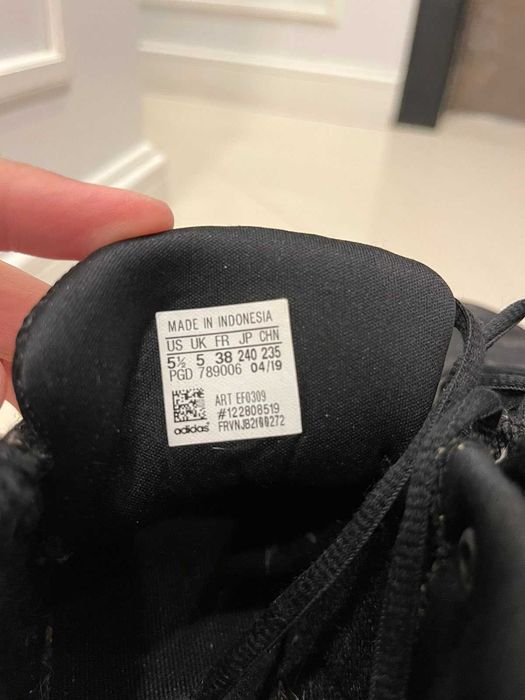 MADE IN INDONESIA
US UK FR JP CHN
5½ 5 38 240 235
PGD 789006 04/19
ART EF0309
#122808519
adidas FRVNJB2100272